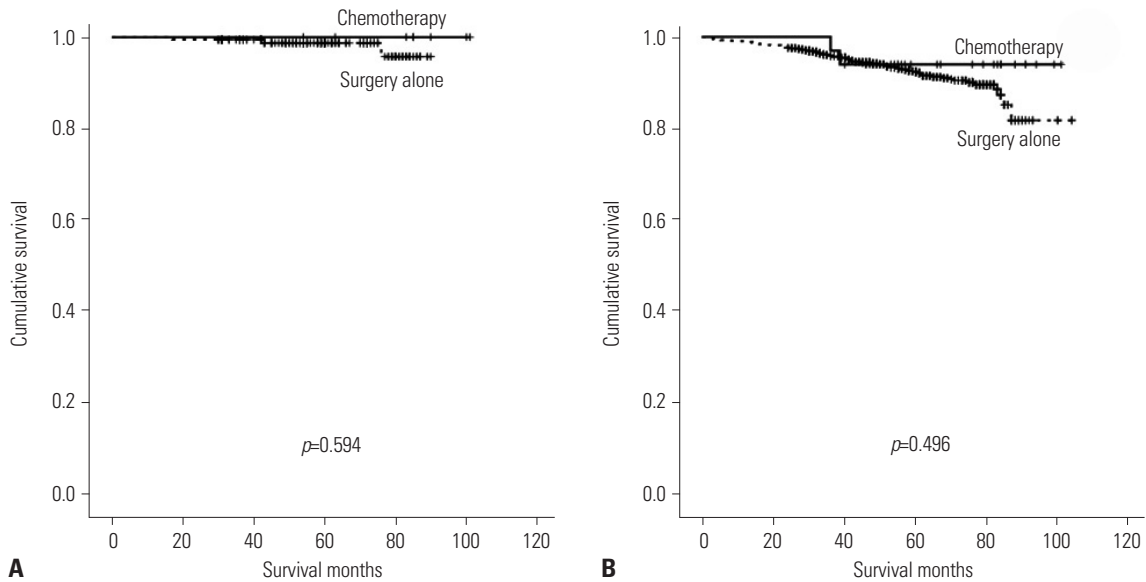 Chemotherapy
1.0
Surgery alone
0.8
0.6
0.4
0.2
0.0
Cumulative survival
p=0.594
0 20 40 60 80 100 120
Survival months
A
Chemotherapy
1.0
Surgery alone
0.8
0.6
0.4
0.2
0.0
Cumulative survival
p=0.496
0 20 40 60 80 100 120
Survival months
B